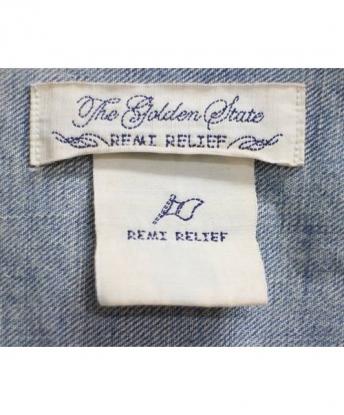 The Golden State
REMI RELIEF
REMI RELIEF